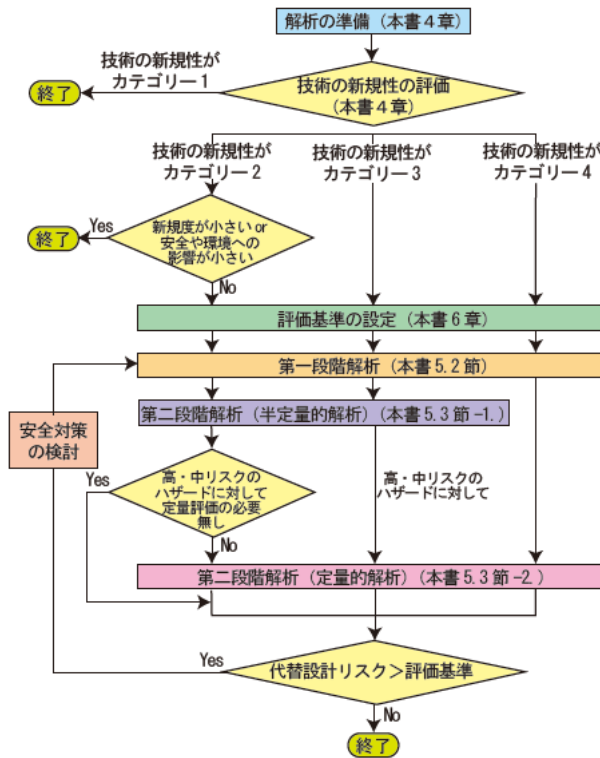 解析の準備（本書４章）
技術の新規性が
カテゴリー１
終了
技術の新規性の評価
（本書４章）
技術の新規性が
カテゴリー２
技術の新規性が
カテゴリー３
技術の新規性が
カテゴリー４
Yes
終了
新規度が小さい or
安全や環境への
影響が小さい
No
評価基準の設定（本書６章）
第一段階解析（本書 5.2 節）
第二段階解析（半定量的解析）（本書 5.3 節 -1.）
安全対策
の検討
Yes
高・中リスクの
ハザードに対して
定量評価の必要
無し
高・中リスクの
ハザードに対して
No
第二段階解析（定量的解析）（本書 5.3 節 -2.）
Yes
代替設計リスク＞評価基準
No
終了